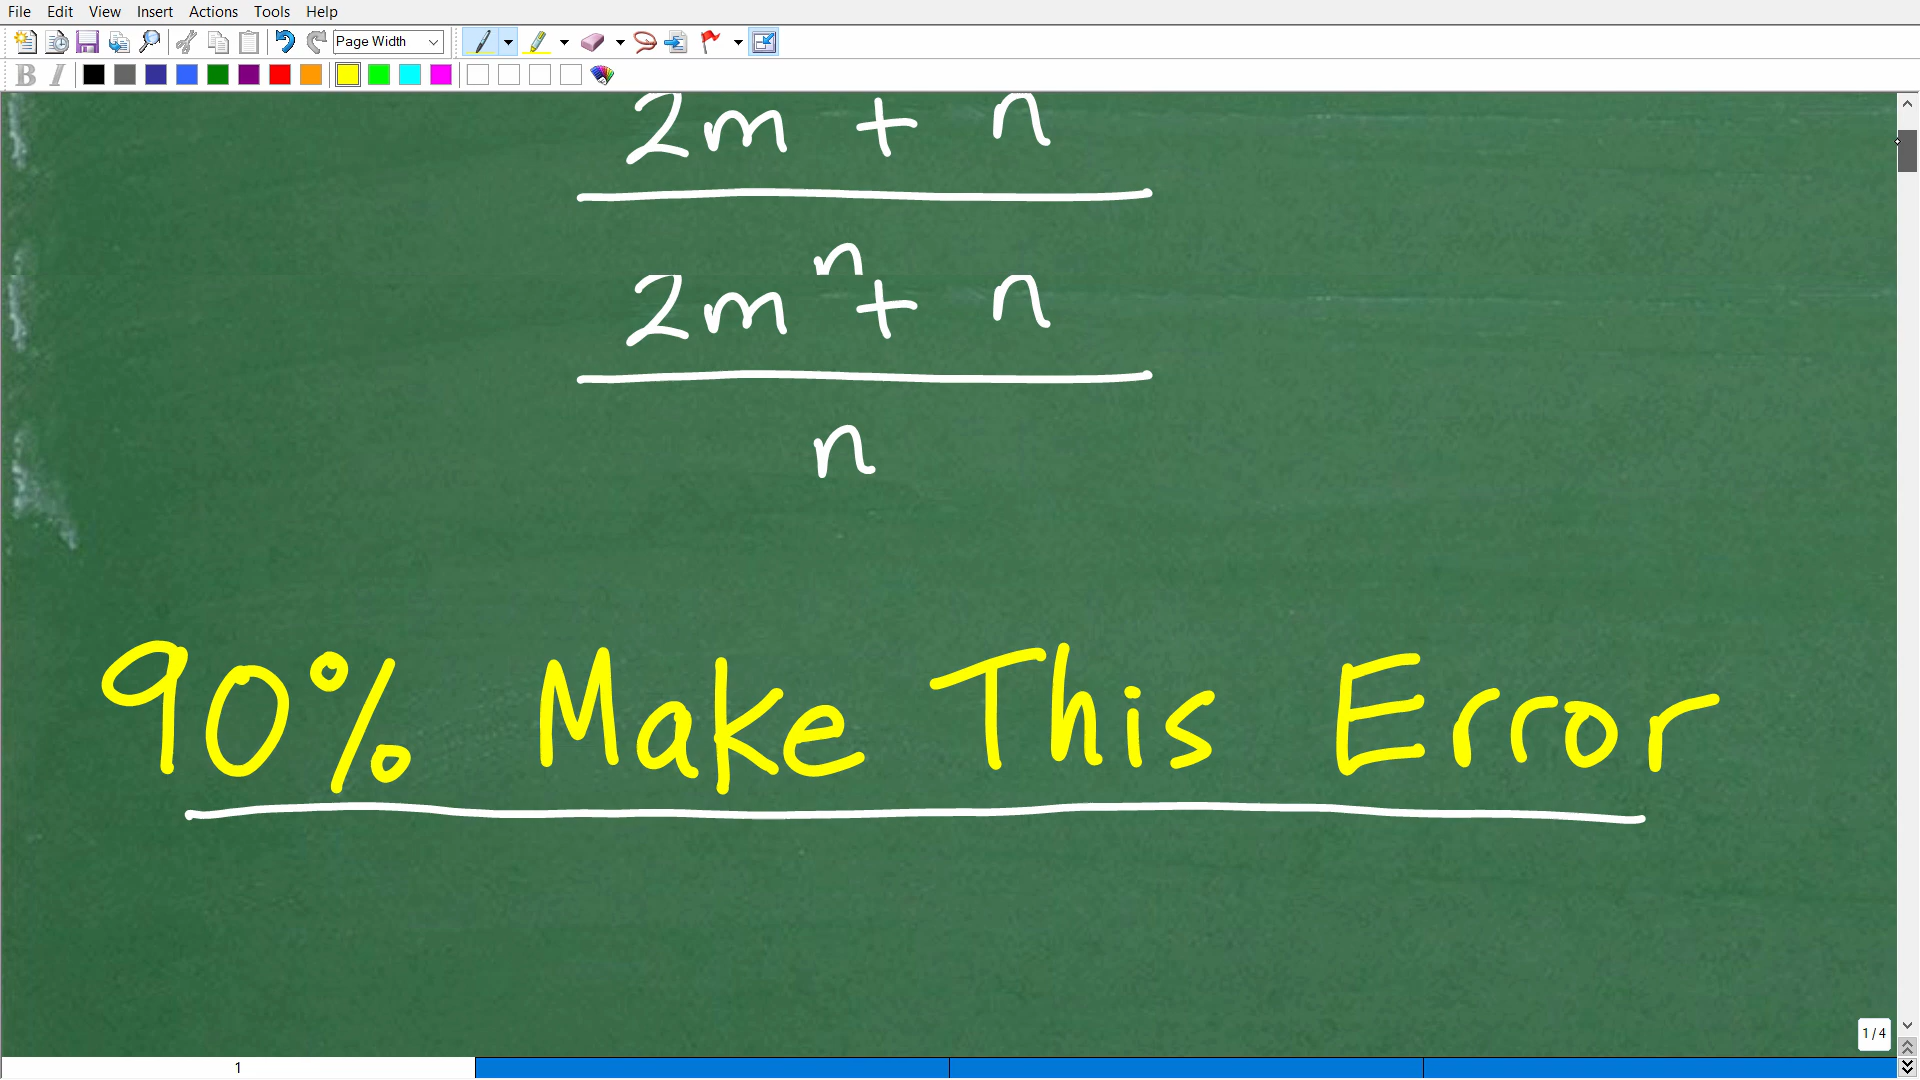 File Edit View Insert Actions Tools Help
Page Width
B I
2m + n
n
2m + n
n
90% Make This Error
1 / 4
1